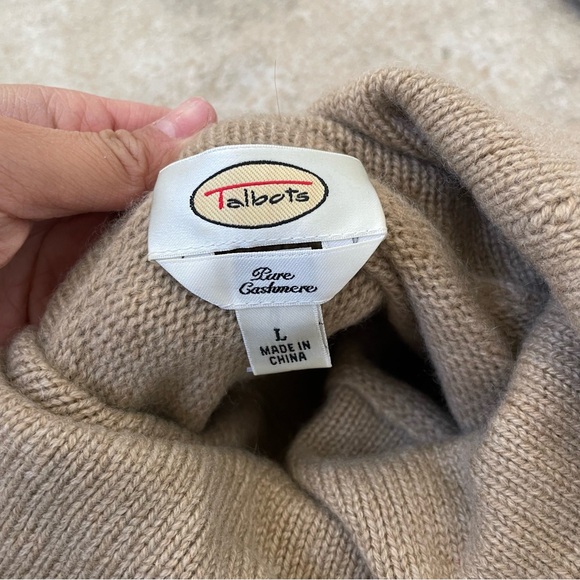 Talbots
Pure
Cashmere
L
MADE IN
CHINA